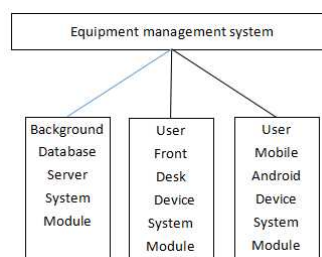 Equipment management system
Background
Database
Server
System
Module
User
Front
Desk
Device
System
Module
User
Mobile
Android
Device
System
Module